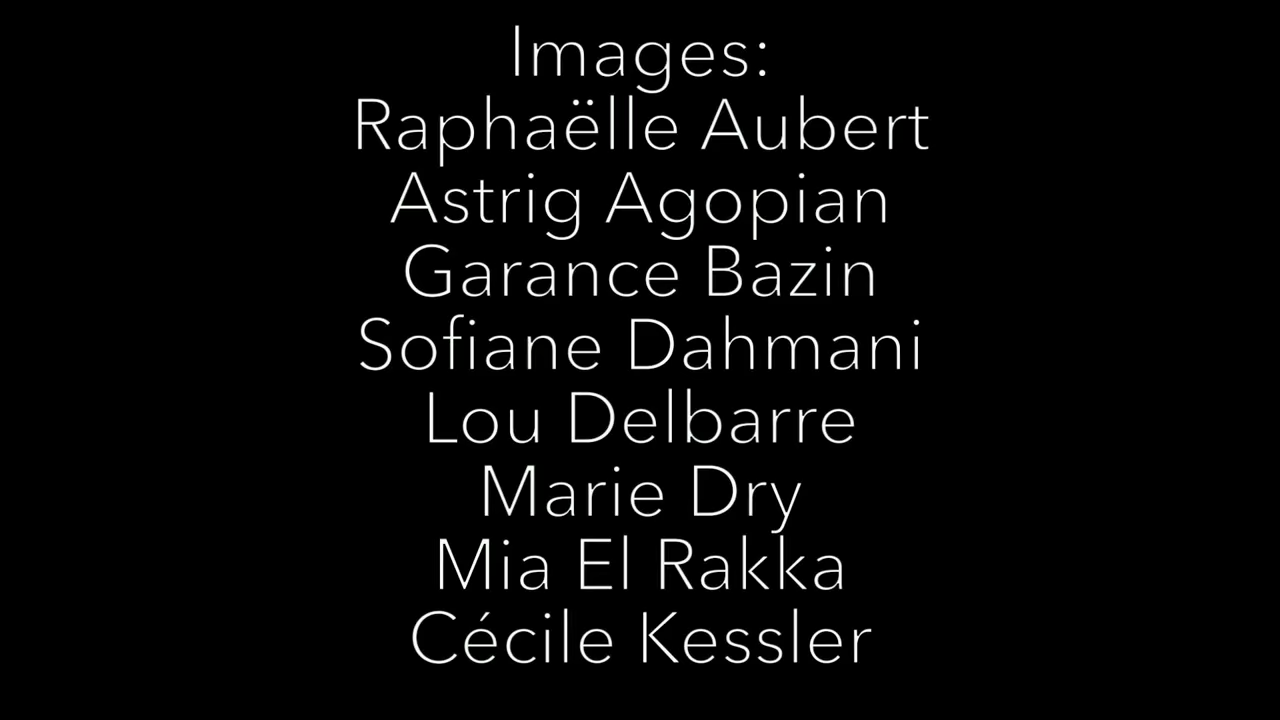 Images:
Raphaëlle Aubert
Astrig Agopian
Garance Bazin
Sofiane Dahmani
Lou Delbarre
Marie Dry
Mia El Rakka
Cécile Kessler